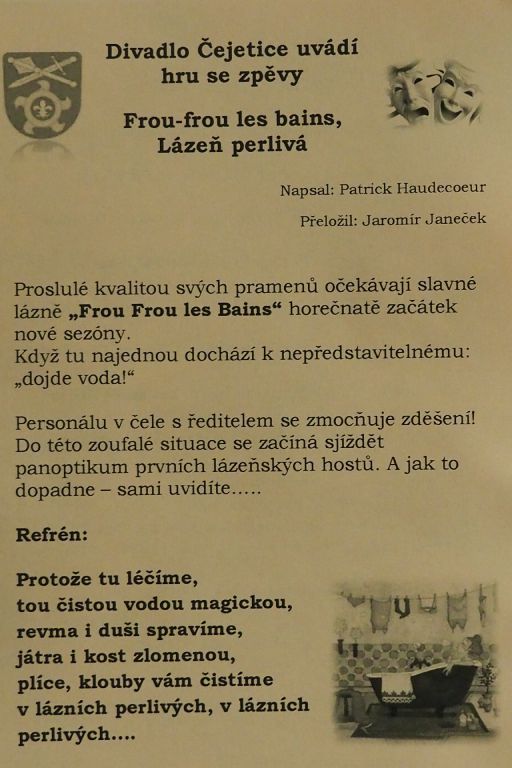 Divadlo Čejetice uvádí
hru se zpěvy
Frou-frou les bains,
Lázeň perlivá
Napsal: Patrick Haudecoeur
Přeložil: Jaromír Janeček
Proslulé kvalitou svých pramenů očekávají slavné
lázně „Frou Frou les Bains“ horečnatě začátek
nové sezóny.
Když tu najednou dochází k nepředstavitelnému:
„dojde voda!“
Personálu v čele s ředitelem se zmocňuje zděšení!
Do této zoufalé situace se začíná sjíždět
panoptikum prvních lázeňských hostů. A jak to
dopadne – sami uvidíte…..
Refrén:
Protože tu léčíme,
tou čistou vodou magickou,
revma i duši spravíme,
játra i kost zlomenou,
plíce, klouby vám čistíme
v lázních perlivých, v lázních
perlivých….